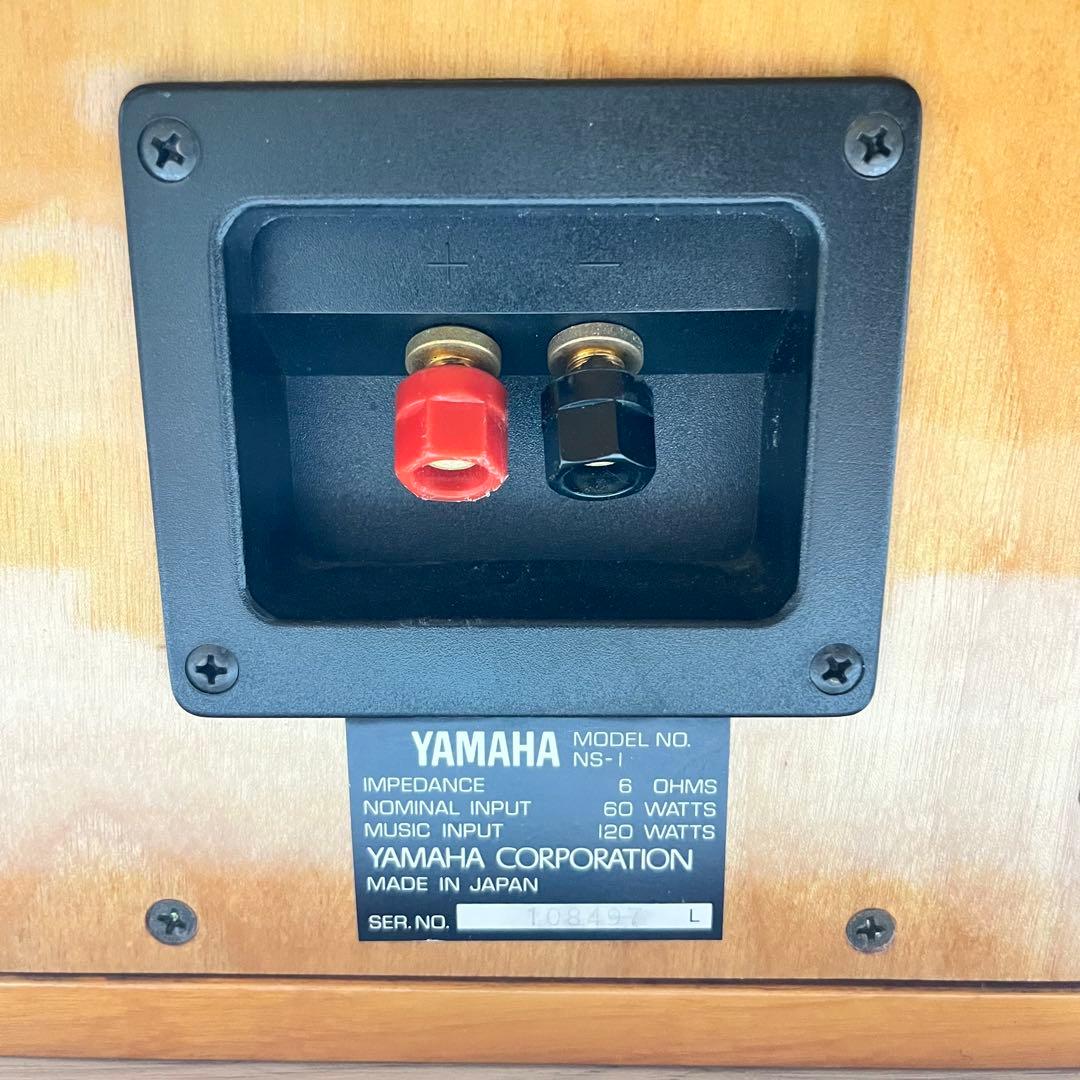 + −
YAMAHA MODEL NO.
NS-1
IMPEDANCE 6 OHMS
NOMINAL INPUT 60 WATTS
MUSIC INPUT 120 WATTS
YAMAHA CORPORATION
MADE IN JAPAN
SER. NO. 108497 L